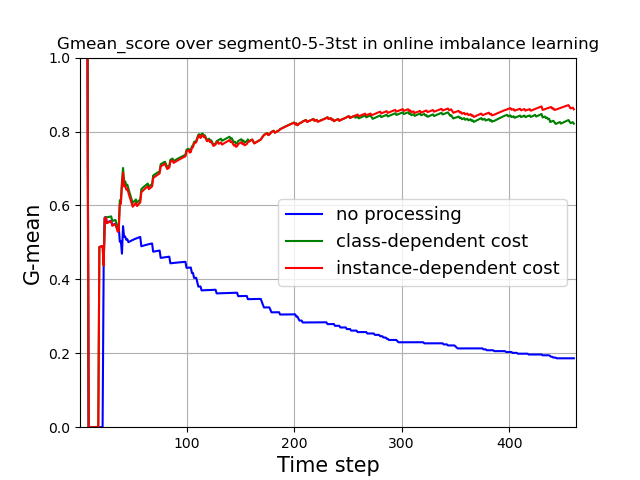 Gmean_score over segment0-5-3tst in online imbalance learning
1.0
0.8
0.6
0.4
0.2
0.0
G-mean
no processing
class-dependent cost
instance-dependent cost
100 200 300 400
Time step